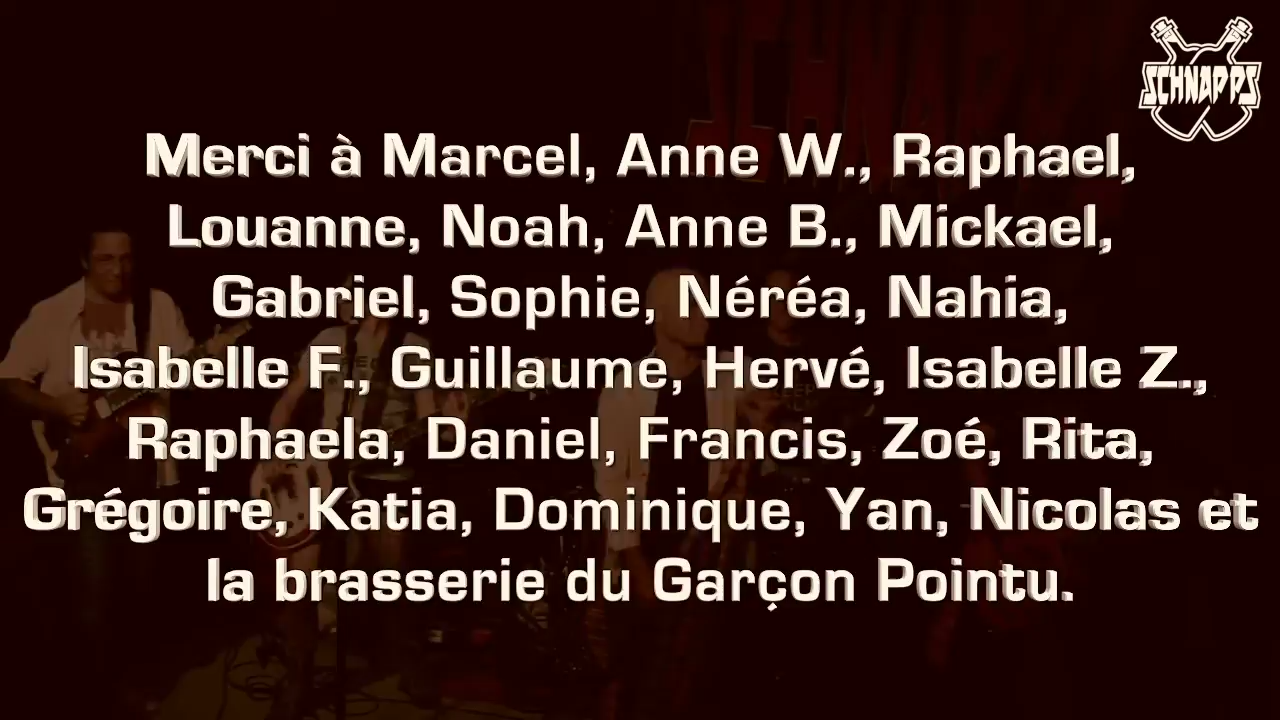 SCHNAPPS
Merci à Marcel, Anne W., Raphael,
Louanne, Noah, Anne B., Mickael,
Gabriel, Sophie, Néréa, Nahia,
Isabelle F., Guillaume, Hervé, Isabelle Z.,
Raphaela, Daniel, Francis, Zoé, Rita,
Grégoire, Katia, Dominique, Yan, Nicolas et
la brasserie du Garçon Pointu.